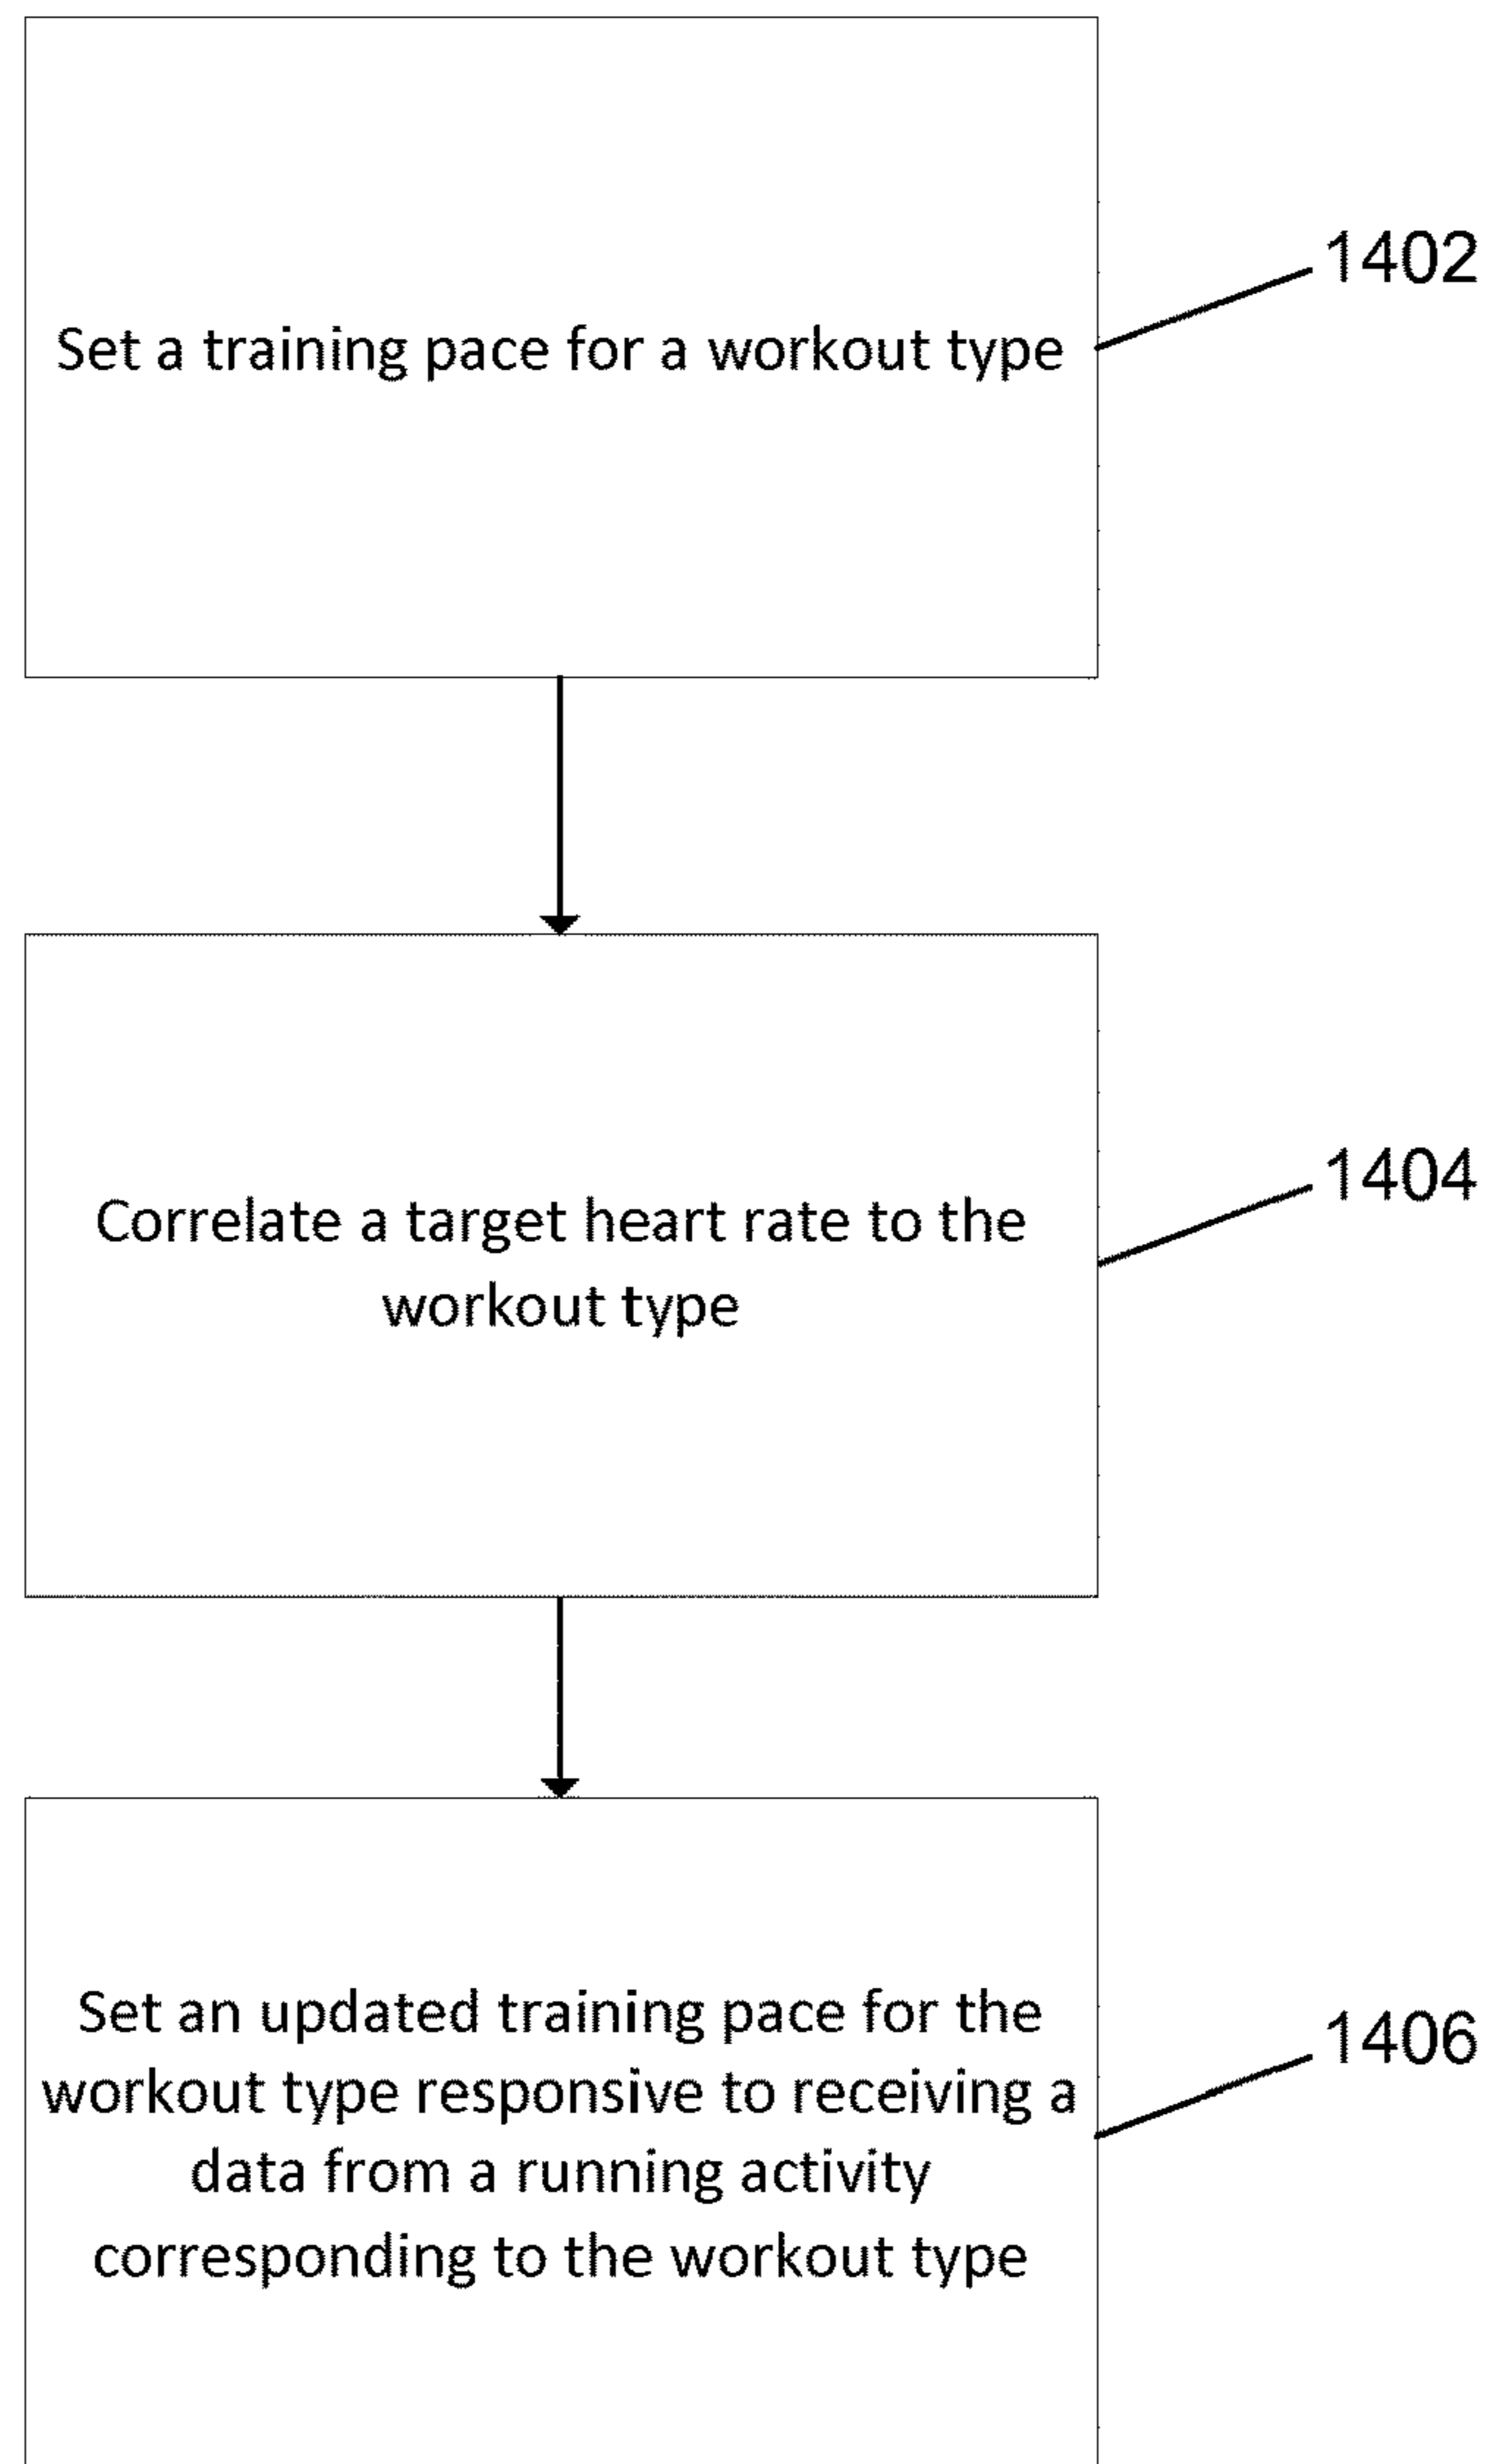 Set a training pace for a workout type
1402
Correlate a target heart rate to the
workout type
1404
Set an updated training pace for the
workout type responsive to receiving a
data from a running activity
corresponding to the workout type
1406